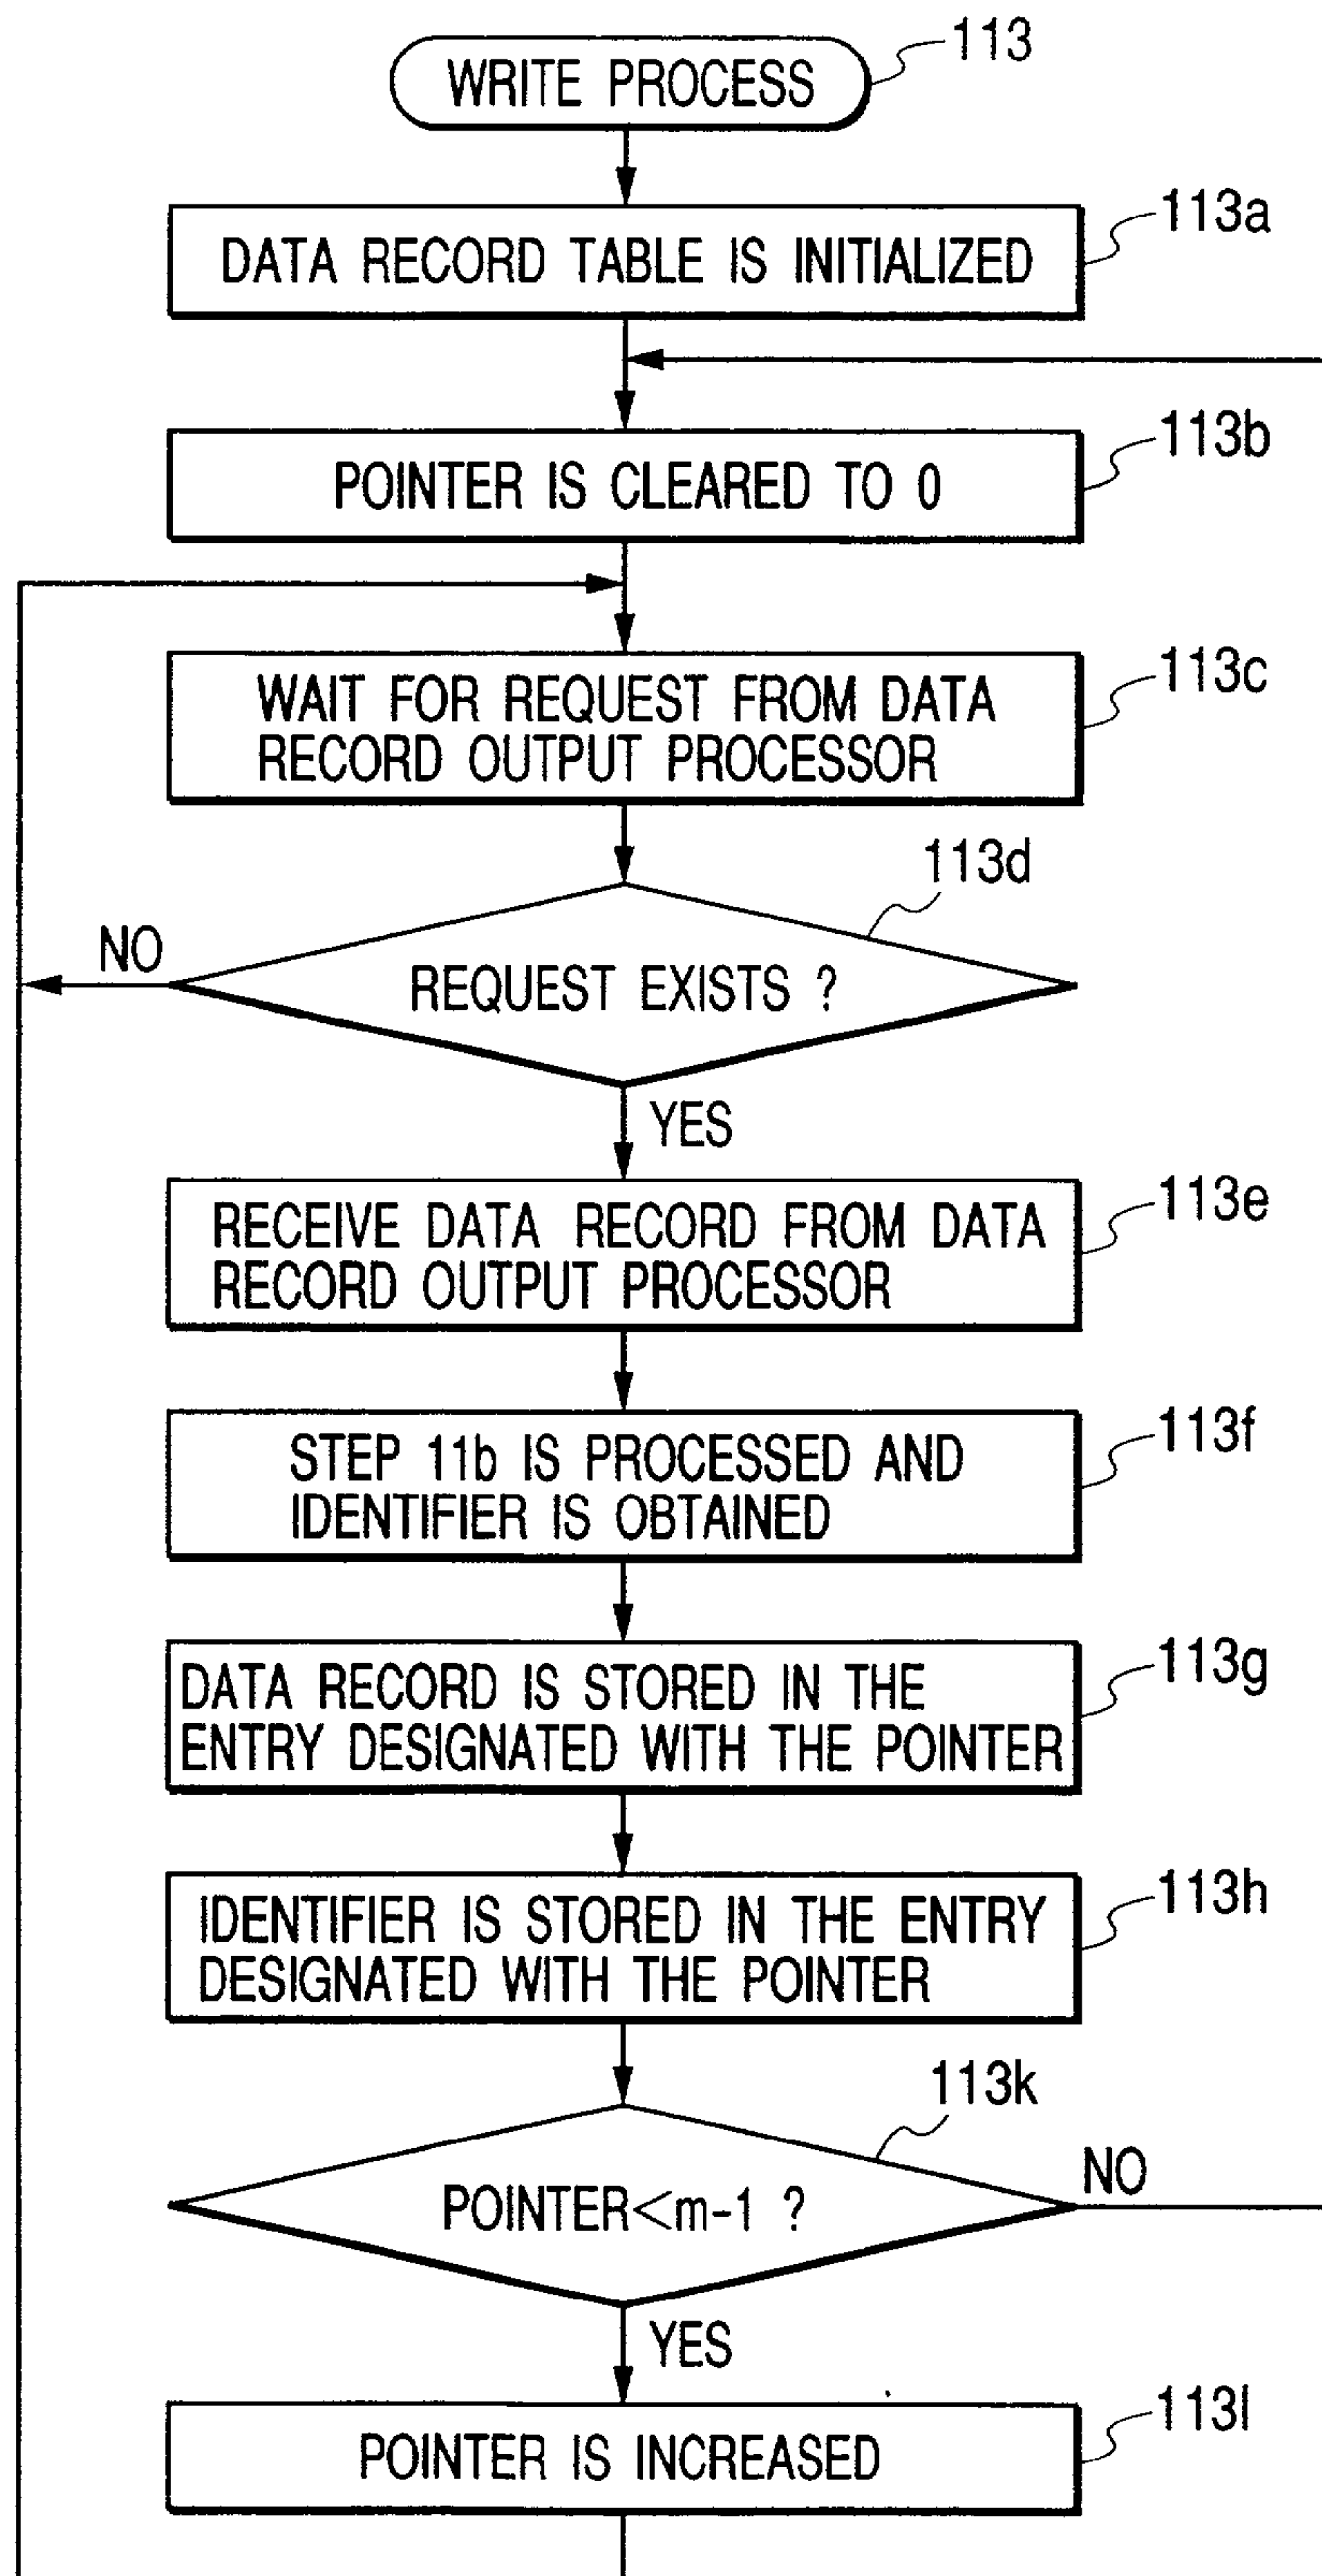 WRITE PROCESS
113
DATA RECORD TABLE IS INITIALIZED
113a
POINTER IS CLEARED TO 0
113b
WAIT FOR REQUEST FROM DATA
RECORD OUTPUT PROCESSOR
113c
113d
NO
REQUEST EXISTS ?
YES
RECEIVE DATA RECORD FROM DATA
RECORD OUTPUT PROCESSOR
113e
STEP 11b IS PROCESSED AND
IDENTIFIER IS OBTAINED
113f
DATA RECORD IS STORED IN THE
ENTRY DESIGNATED WITH THE POINTER
113g
IDENTIFIER IS STORED IN THE ENTRY
DESIGNATED WITH THE POINTER
113h
113k
POINTER<m-1 ?
NO
YES
POINTER IS INCREASED
113l